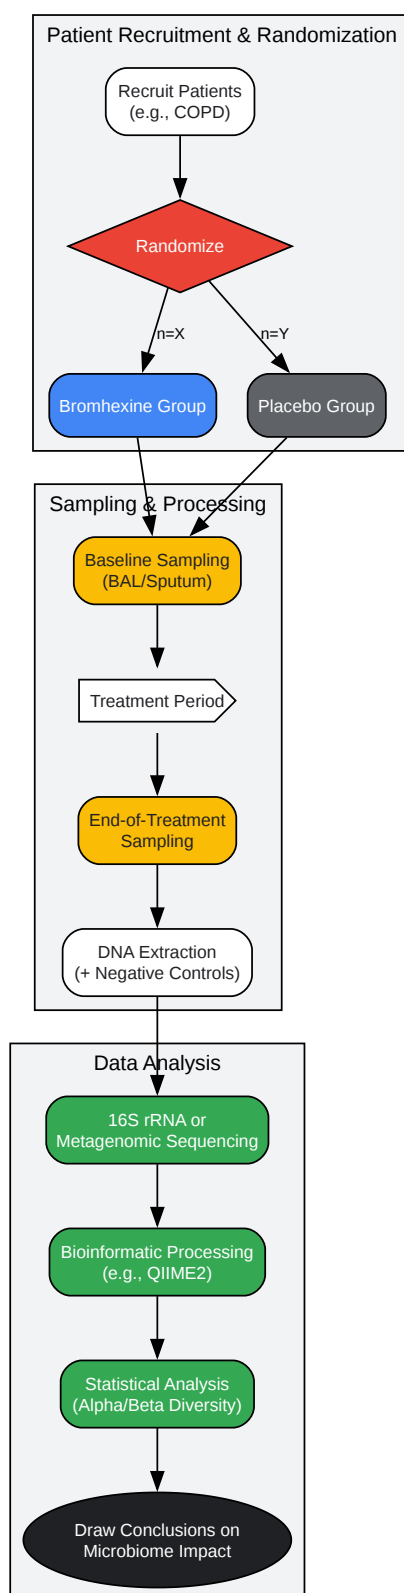 Patient Recruitment & Randomization
Recruit Patients
(e.g., COPD)
Randomize
n=X
n=Y
Bromhexine Group
Placebo Group
Sampling & Processing
Baseline Sampling
(BAL/Sputum)
Treatment Period
End-of-Treatment
Sampling
DNA Extraction
(+ Negative Controls)
Data Analysis
16S rRNA or
Metagenomic Sequencing
Bioinformatic Processing
(e.g., QIIME2)
Statistical Analysis
(Alpha/Beta Diversity)
Draw Conclusions on
Microbiome Impact